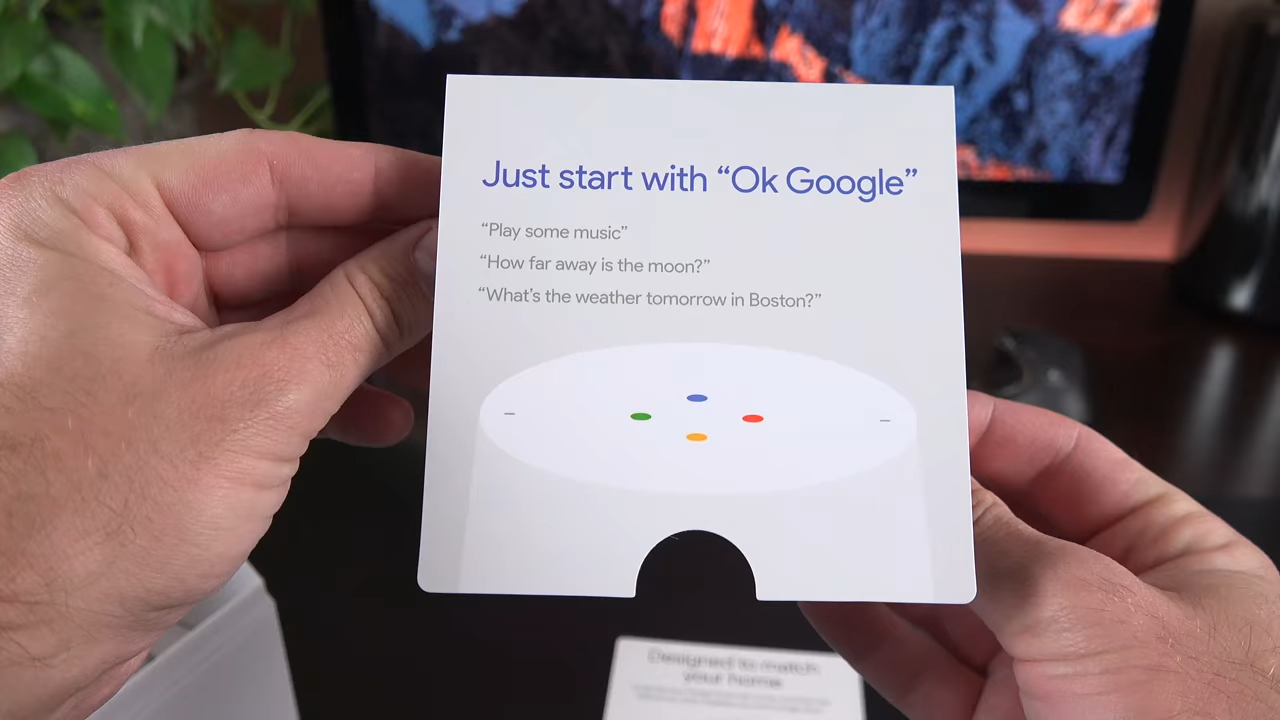 Just start with “Ok Google”
“Play some music”
“How far away is the moon?”
“What’s the weather tomorrow in Boston?”
Designed to match
your home